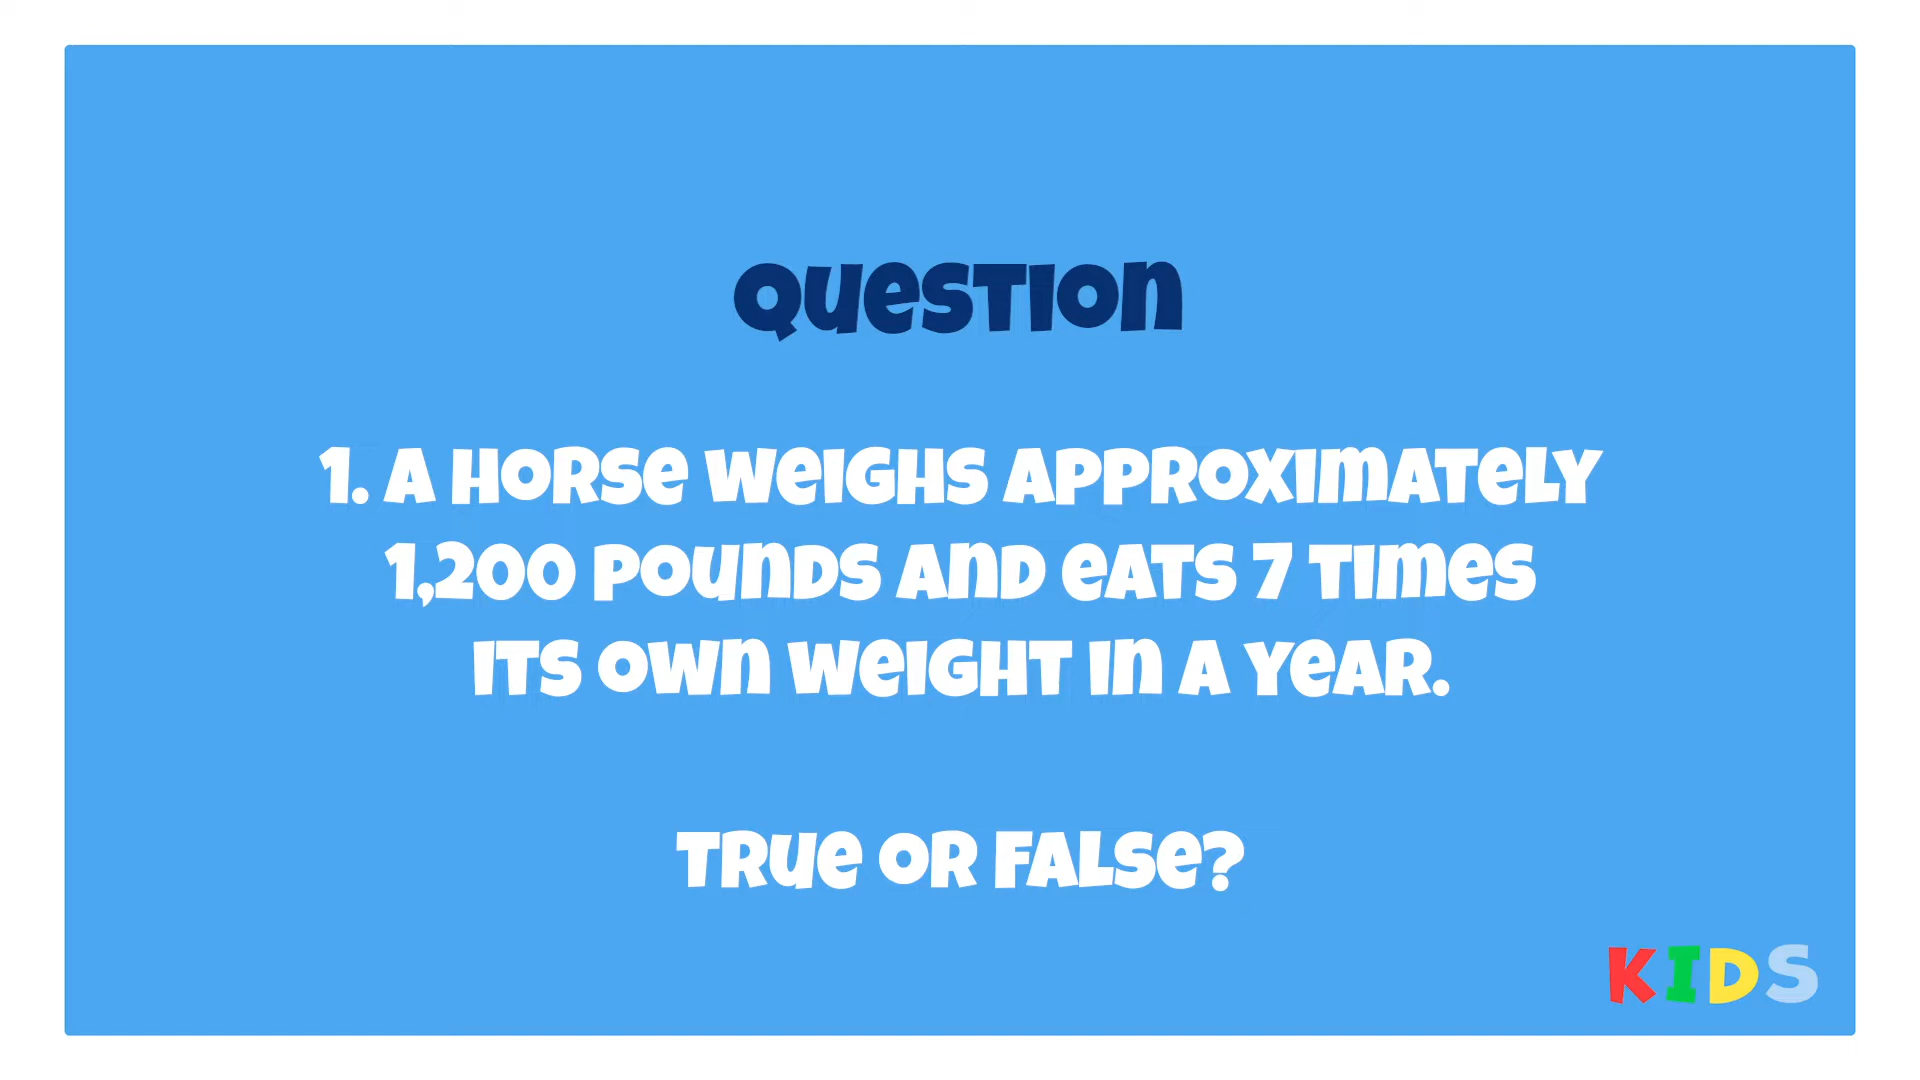 Question
1. A horse weighs approximately
1,200 pounds and eats 7 times
its own weight in a year.
True or False?
KIDS